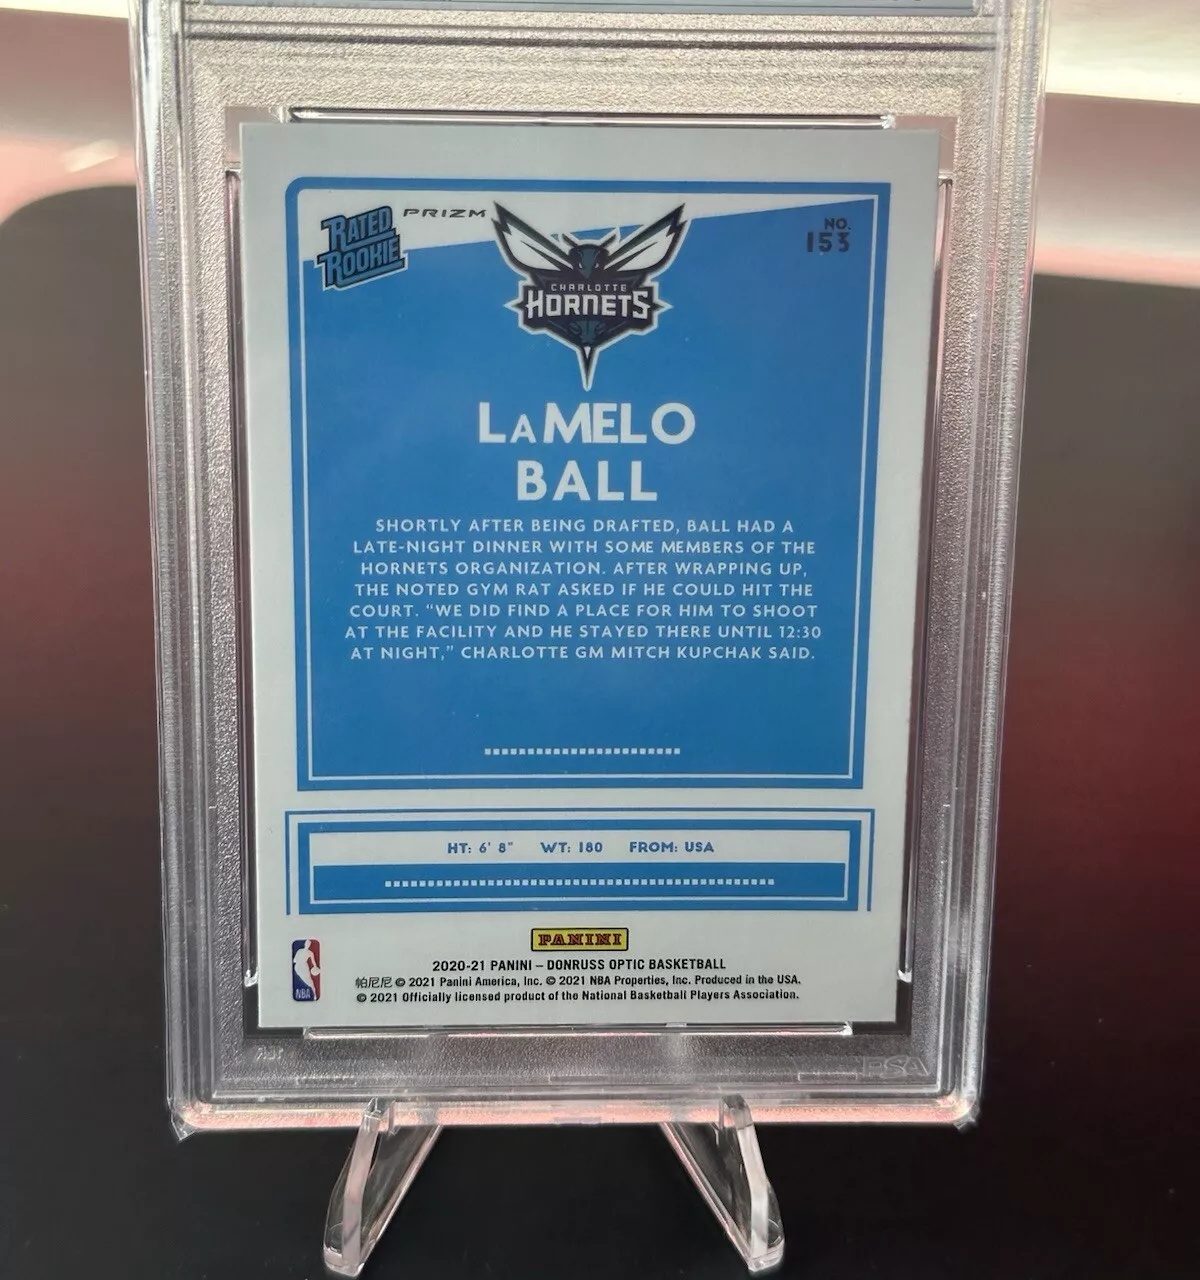 RATED ROOKIE
PRIZM
NO. 153
CHARLOTTE
HORNETS
LAMELO
BALL
SHORTLY AFTER BEING DRAFTED, BALL HAD A
LATE-NIGHT DINNER WITH SOME MEMBERS OF THE
HORNETS ORGANIZATION. AFTER WRAPPING UP,
THE NOTED GYM RAT ASKED IF HE COULD HIT THE
COURT. "WE DID FIND A PLACE FOR HIM TO SHOOT
AT THE FACILITY AND HE STAYED THERE UNTIL 12:30
AT NIGHT," CHARLOTTE GM MITCH KUPCHAK SAID.
HT: 6' 8" WT: 180 FROM: USA
PANINI
NBA
2020-21 PANINI – DONRUSS OPTIC BASKETBALL
帕尼尼 © 2021 Panini America, Inc. © 2021 NBA Properties, Inc. Produced in the USA.
© 2021 Officially licensed product of the National Basketball Players Association.
PSA